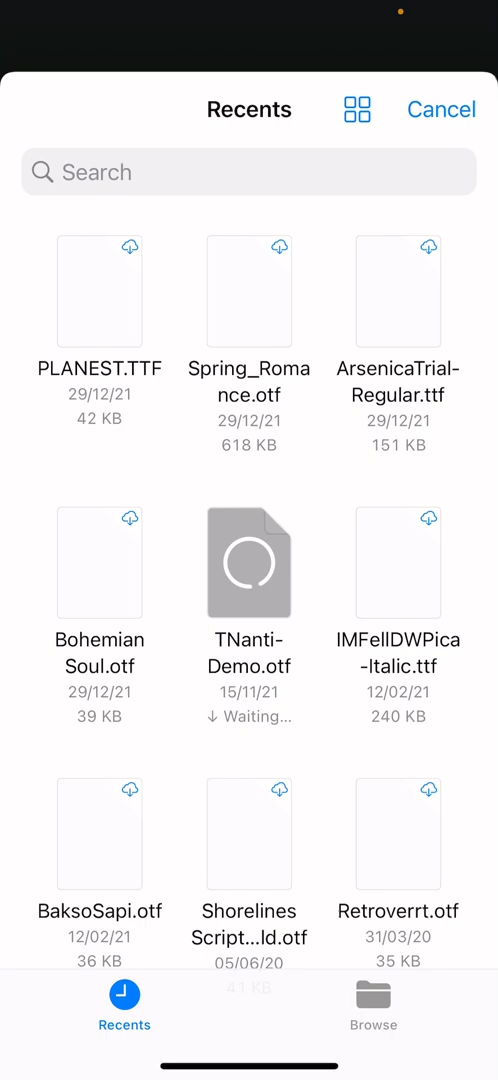 Recents
Cancel
Search
PLANEST.TTF
29/12/21
42 KB
Spring_Roma
nce.otf
29/12/21
618 KB
ArsenicaTrial-
Regular.ttf
29/12/21
151 KB
Bohemian
Soul.otf
29/12/21
39 KB
TNanti-
Demo.otf
15/11/21
↓ Waiting...
IMFellDWPica
-Italic.ttf
12/02/21
240 KB
BaksoSapi.otf
12/02/21
36 KB
Shorelines
Script...ld.otf
05/06/20
41 KB
Retroverrt.otf
31/03/20
35 KB
Recents
Browse